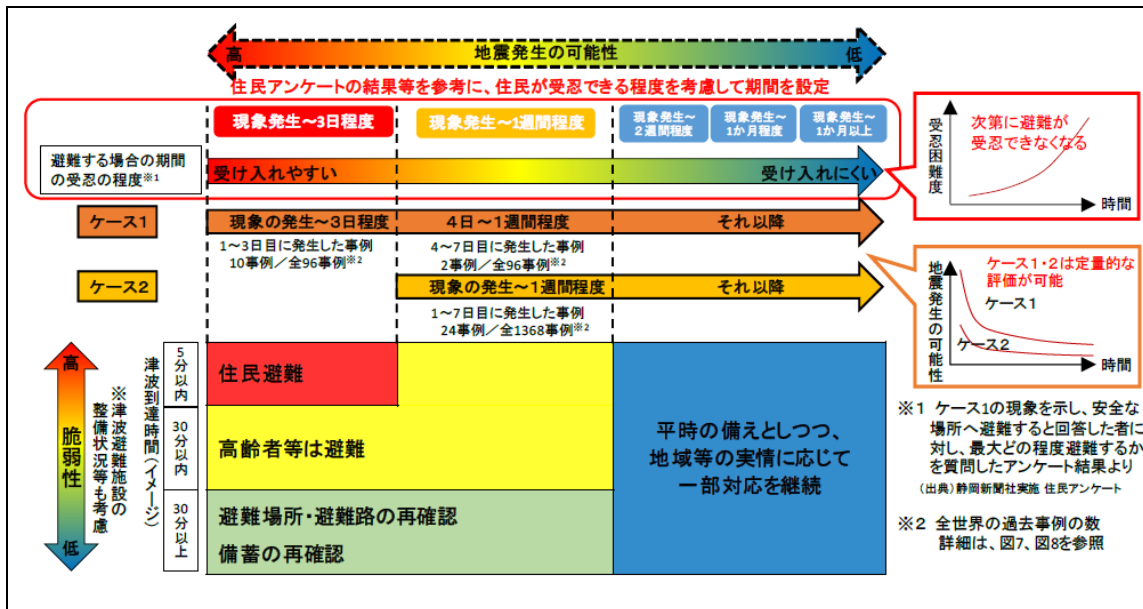 高
地震発生の可能性
低
住民アンケートの結果等を参考に、住民が受忍できる程度を考慮して期間を設定
現象発生～3日程度
現象発生～1週間程度
現象発生～
2週間程度
現象発生～
1か月程度
現象発生～
1か月以上
避難する場合の期間
の受忍の程度※1
受け入れやすい
受け入れにくい
受忍困難度
次第に避難が
受忍できなくなる
時間
ケース1
現象の発生～3日程度
4日～1週間程度
それ以降
1～3日目に発生した事例
10事例／全96事例※2
4～7日目に発生した事例
2事例／全96事例※2
ケース2
現象の発生～1週間程度
それ以降
1～7日目に発生した事例
24事例／全1368事例※2
地震発生の可能性
ケース1・2は定量的な
評価が可能
ケース1
ケース2
時間
高
脆弱性
低
※津波避難施設の
整備状況等も考慮
津波到達時間（イメージ）
5分以内
30分以内
30分以上
住民避難
高齢者等は避難
避難場所・避難路の再確認
備蓄の再確認
平時の備えとしつつ、
地域等の実情に応じて
一部対応を継続
※1 ケース1の現象を示し、安全な
場所へ避難すると回答した者に
対し、最大どの程度避難するか
を質問したアンケート結果より
（出典）静岡新聞社実施 住民アンケート
※2 全世界の過去事例の数
詳細は、図7、図8を参照